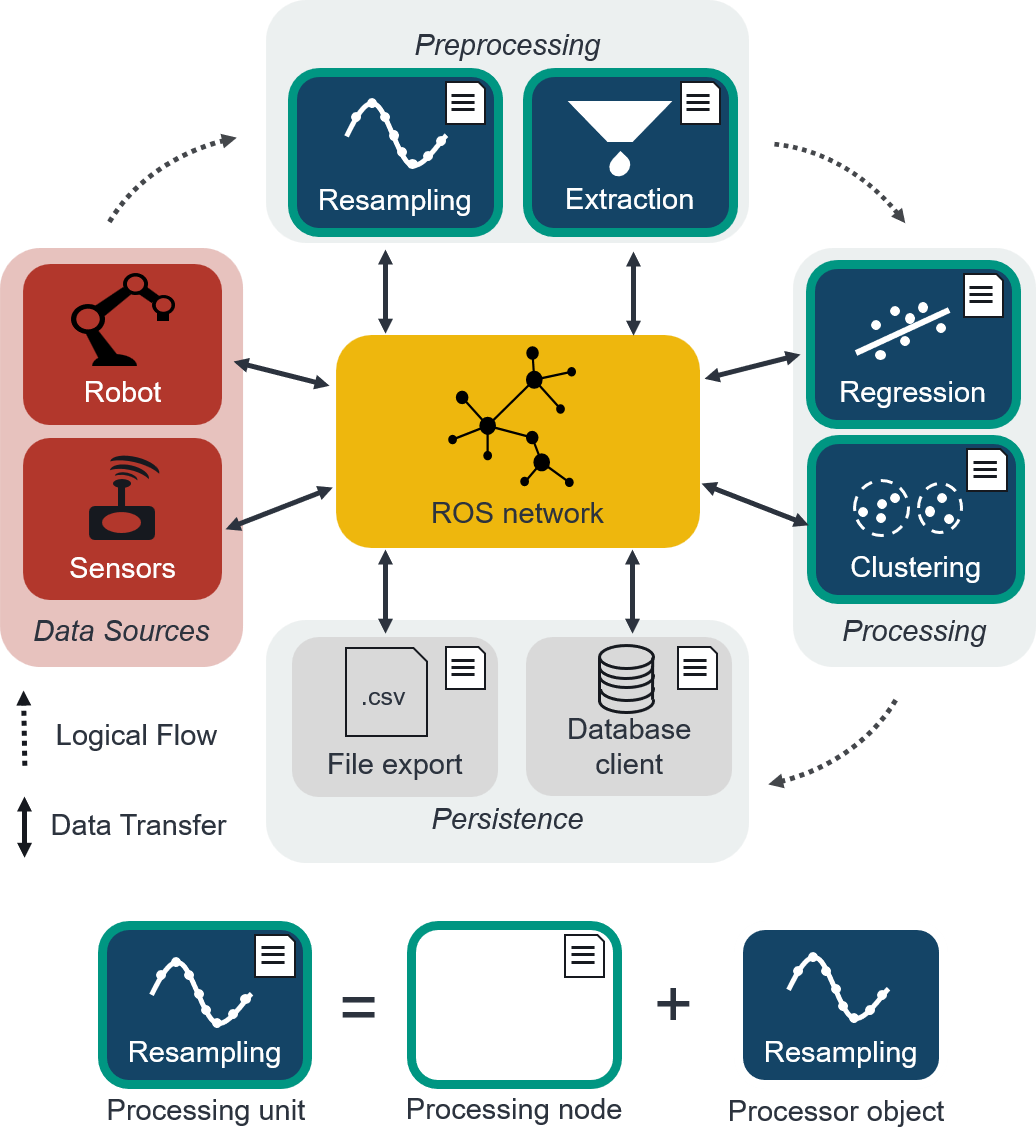 Preprocessing
Resampling
Extraction
Robot
Sensors
Data Sources
ROS network
Regression
Clustering
Processing
.csv
File export
Database
client
Persistence
Logical Flow
Data Transfer
Resampling
=
+
Resampling
Processing unit
Processing node
Processor object